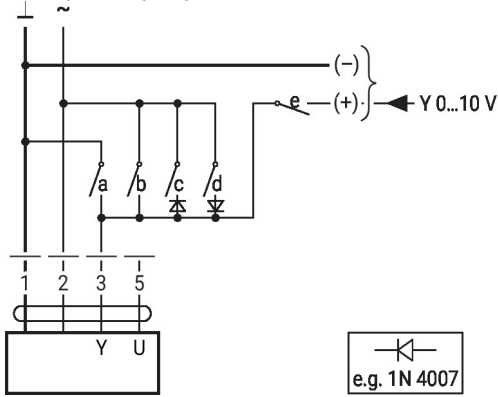 ⊥ ~
(–)
e (+) Y 0...10 V
a b c d
1 2 3 5
Y U
e.g. 1N 4007